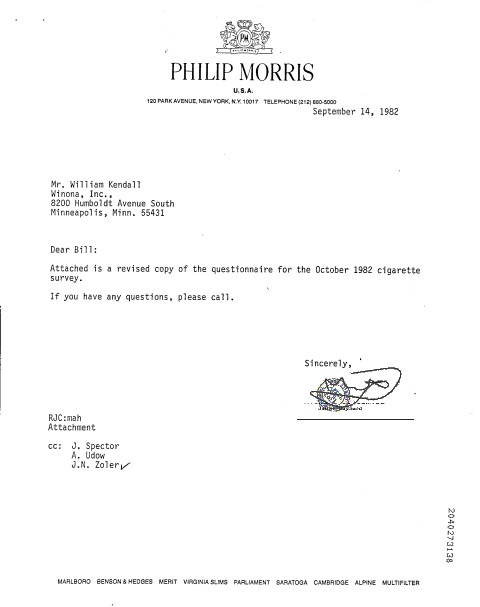 PM
PHILIP MORRIS
U.S.A.
120 PARK AVENUE, NEW YORK, N.Y. 10017 TELEPHONE (212) 880-5000
September 14, 1982
Mr. William Kendall
Winona, Inc.,
8200 Humboldt Avenue South
Minneapolis, Minn. 55431
Dear Bill:
Attached is a revised copy of the questionnaire for the October 1982 cigarette
survey.
If you have any questions, please call.
Sincerely,
RJC:mah
Attachment
cc: J. Spector
A. Udow
J.N. Zoler
2040273138
MARLBORO BENSON & HEDGES MERIT VIRGINIA SLIMS PARLIAMENT SARATOGA CAMBRIDGE ALPINE MULTIFILTER